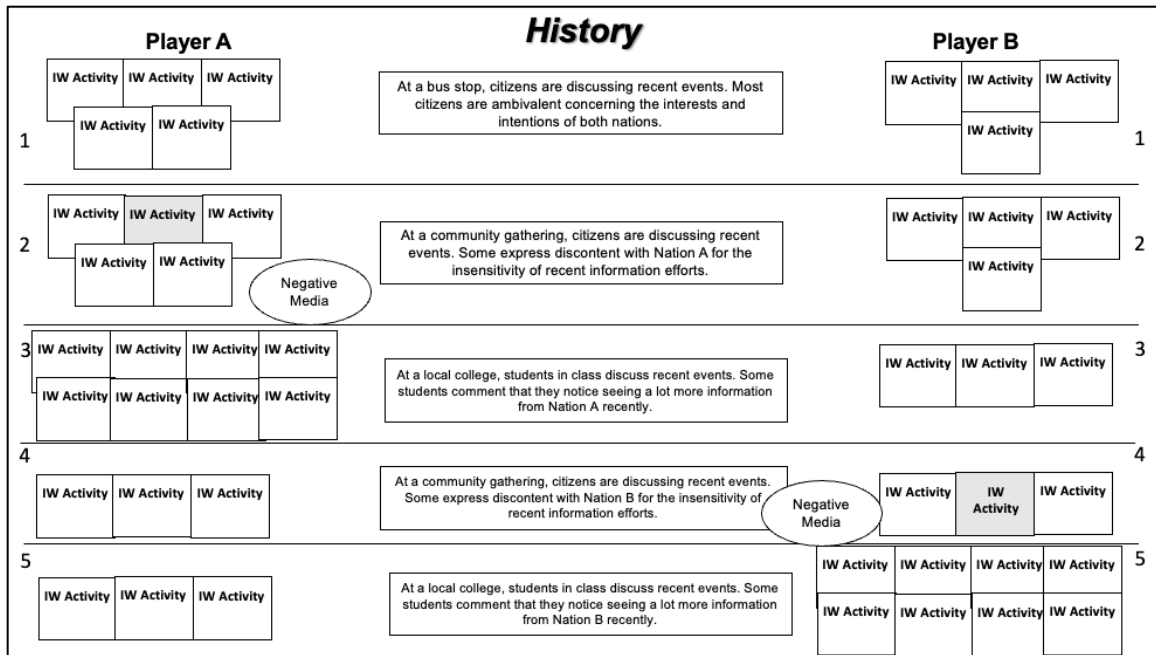 History
Player A
Player B
IW Activity IW Activity IW Activity
IW Activity IW Activity
1
At a bus stop, citizens are discussing recent events. Most
citizens are ambivalent concerning the interests and
intentions of both nations.
IW Activity IW Activity IW Activity
IW Activity
1
IW Activity IW Activity IW Activity
IW Activity IW Activity
2
Negative
Media
At a community gathering, citizens are discussing recent
events. Some express discontent with Nation A for the
insensitivity of recent information efforts.
IW Activity IW Activity IW Activity
IW Activity
2
3
IW Activity IW Activity IW Activity IW Activity
IW Activity IW Activity IW Activity IW Activity
At a local college, students in class discuss recent events. Some
students comment that they notice seeing a lot more information
from Nation A recently.
IW Activity IW Activity IW Activity
3
4
IW Activity IW Activity IW Activity
At a community gathering, citizens are discussing recent events.
Some express discontent with Nation B for the insensitivity of
recent information efforts.
Negative
Media
IW Activity IW
Activity IW Activity
4
5
IW Activity IW Activity IW Activity
At a local college, students in class discuss recent events. Some
students comment that they notice seeing a lot more information
from Nation B recently.
IW Activity IW Activity IW Activity IW Activity
IW Activity IW Activity IW Activity IW Activity
5